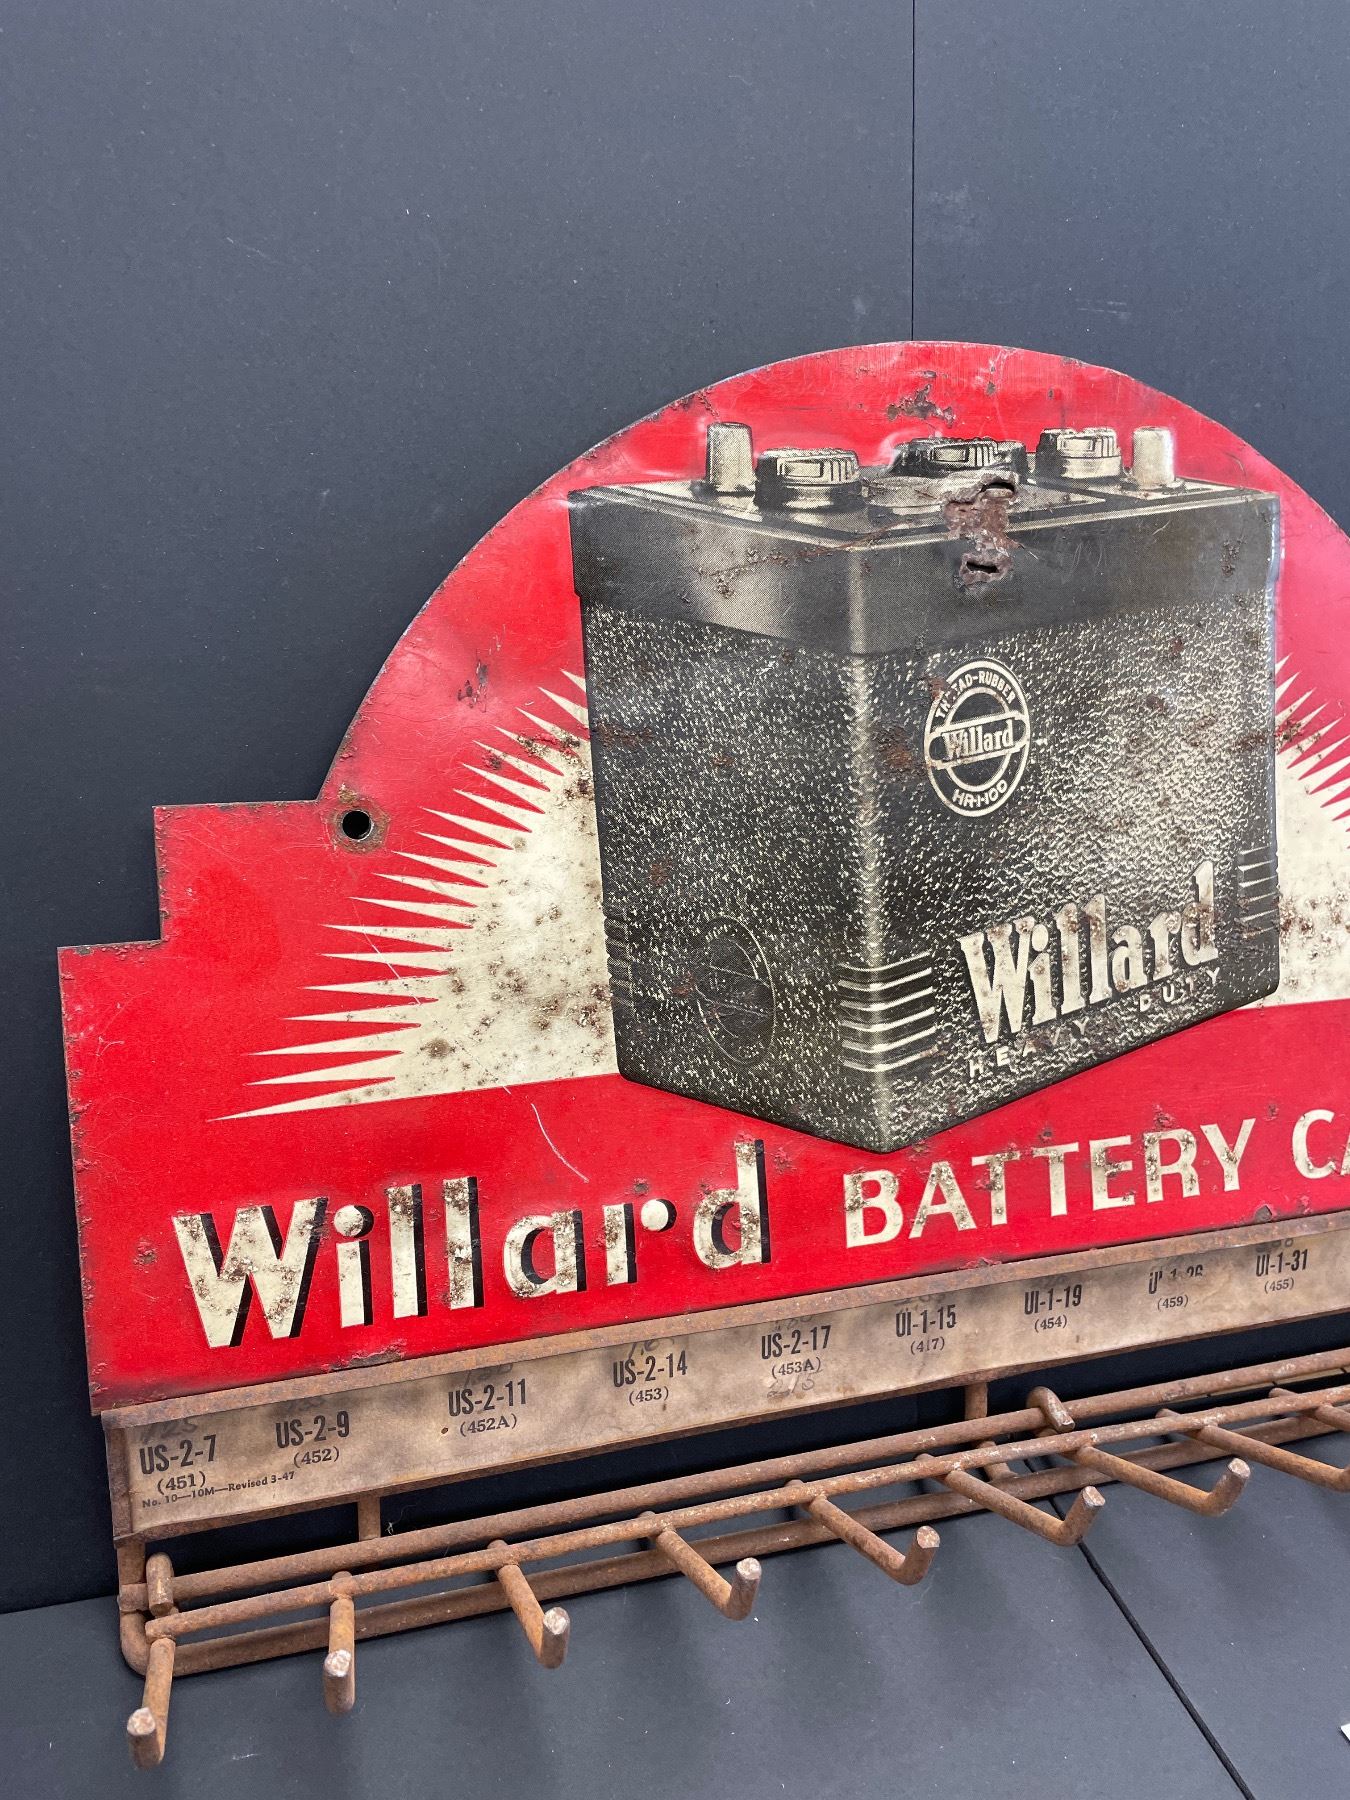 Willard
HR-1-100
Willard
HEAVY DUTY
Willard BATTERY CA
US-2-7 US-2-9 US-2-11 US-2-14 US-2-17 UI-1-15 UI-1-19 UI-1-31
(451) (452) (452A) (453) (453A) (417) (454) (459) (455)
No. 10—10M—Revised 3-47